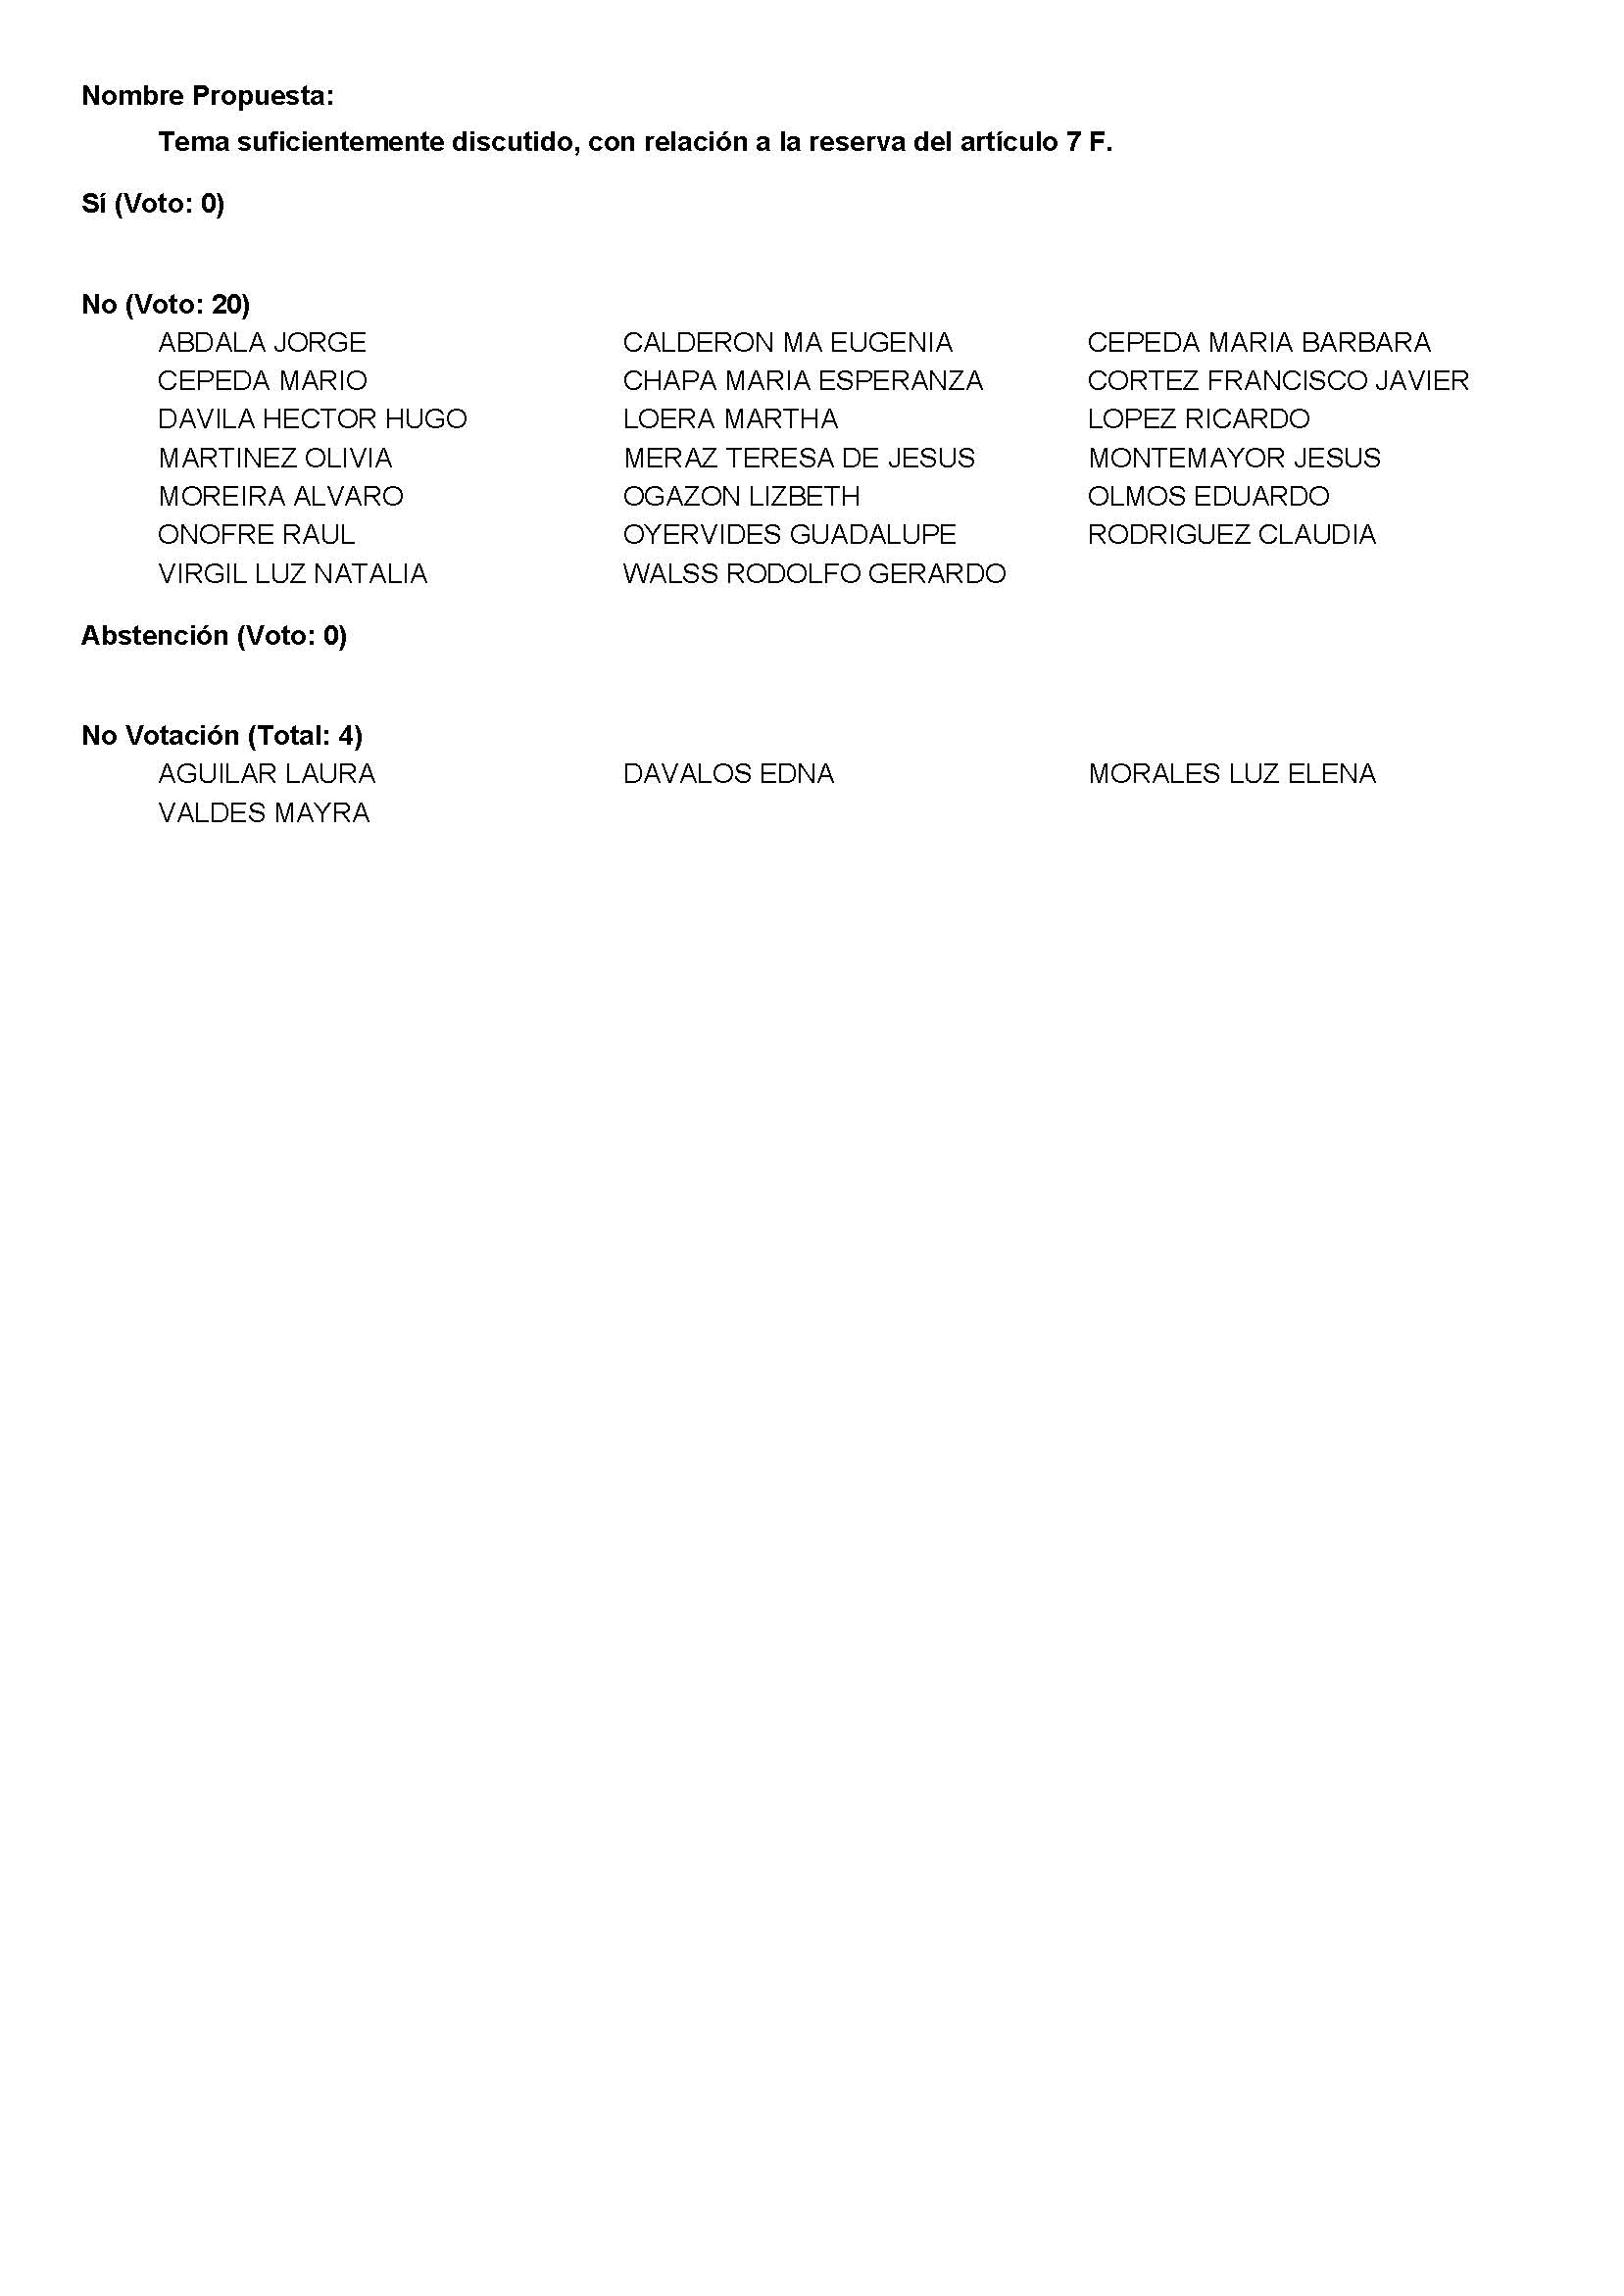 Nombre Propuesta:
Tema suficientemente discutido, con relación a la reserva del artículo 7 F.
Sí (Voto: 0)
No (Voto: 20)
ABDALA JORGE CALDERON MA EUGENIA CEPEDA MARIA BARBARA
CEPEDA MARIO CHAPA MARIA ESPERANZA CORTEZ FRANCISCO JAVIER
DAVILA HECTOR HUGO LOERA MARTHA LOPEZ RICARDO
MARTINEZ OLIVIA MERAZ TERESA DE JESUS MONTEMAYOR JESUS
MOREIRA ALVARO OGAZON LIZBETH OLMOS EDUARDO
ONOFRE RAUL OYERVIDES GUADALUPE RODRIGUEZ CLAUDIA
VIRGIL LUZ NATALIA WALSS RODOLFO GERARDO
Abstención (Voto: 0)
No Votación (Total: 4)
AGUILAR LAURA DAVALOS EDNA MORALES LUZ ELENA
VALDES MAYRA